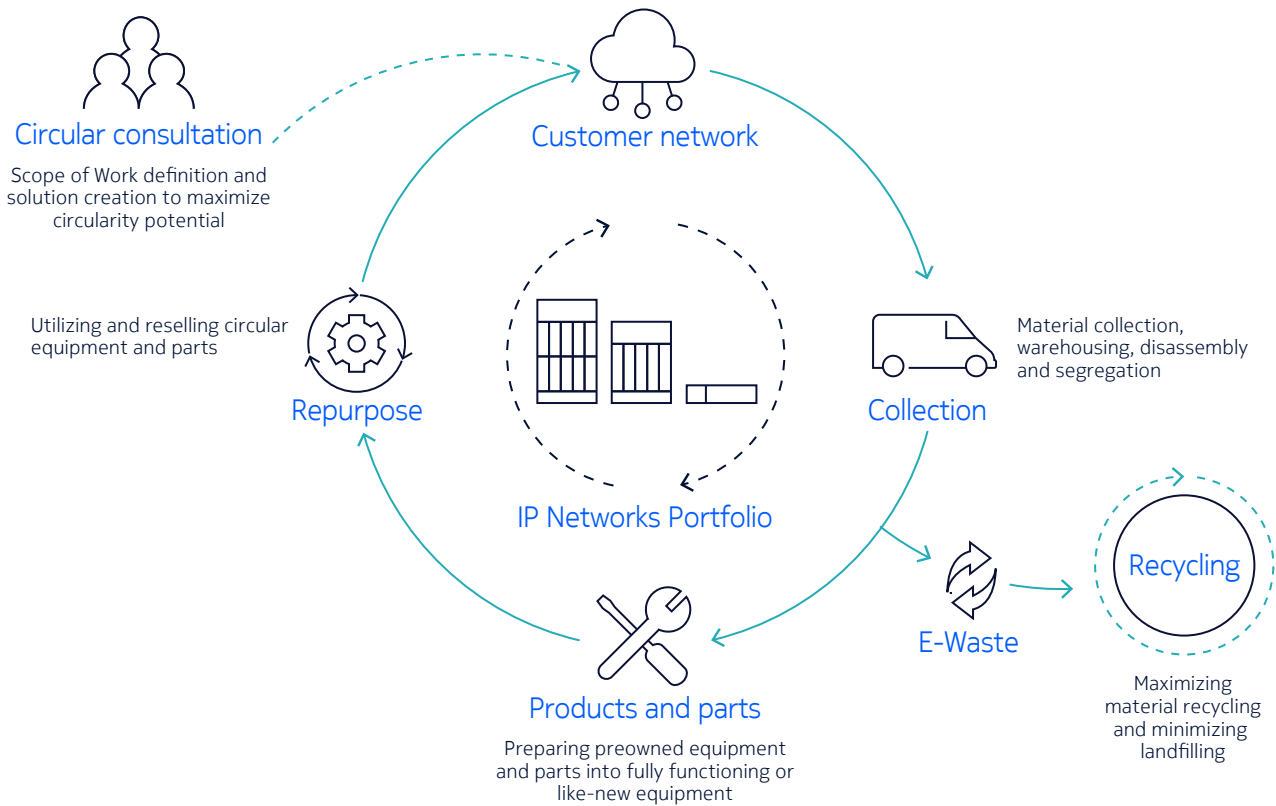 Circular consultation
Scope of Work definition and
solution creation to maximize
circularity potential
Customer network
Utilizing and reselling circular
equipment and parts
Repurpose
Material collection,
warehousing, disassembly
and segregation
Collection
IP Networks Portfolio
E-Waste
Recycling
Maximizing
material recycling
and minimizing
landfilling
Products and parts
Preparing preowned equipment
and parts into fully functioning or
like-new equipment